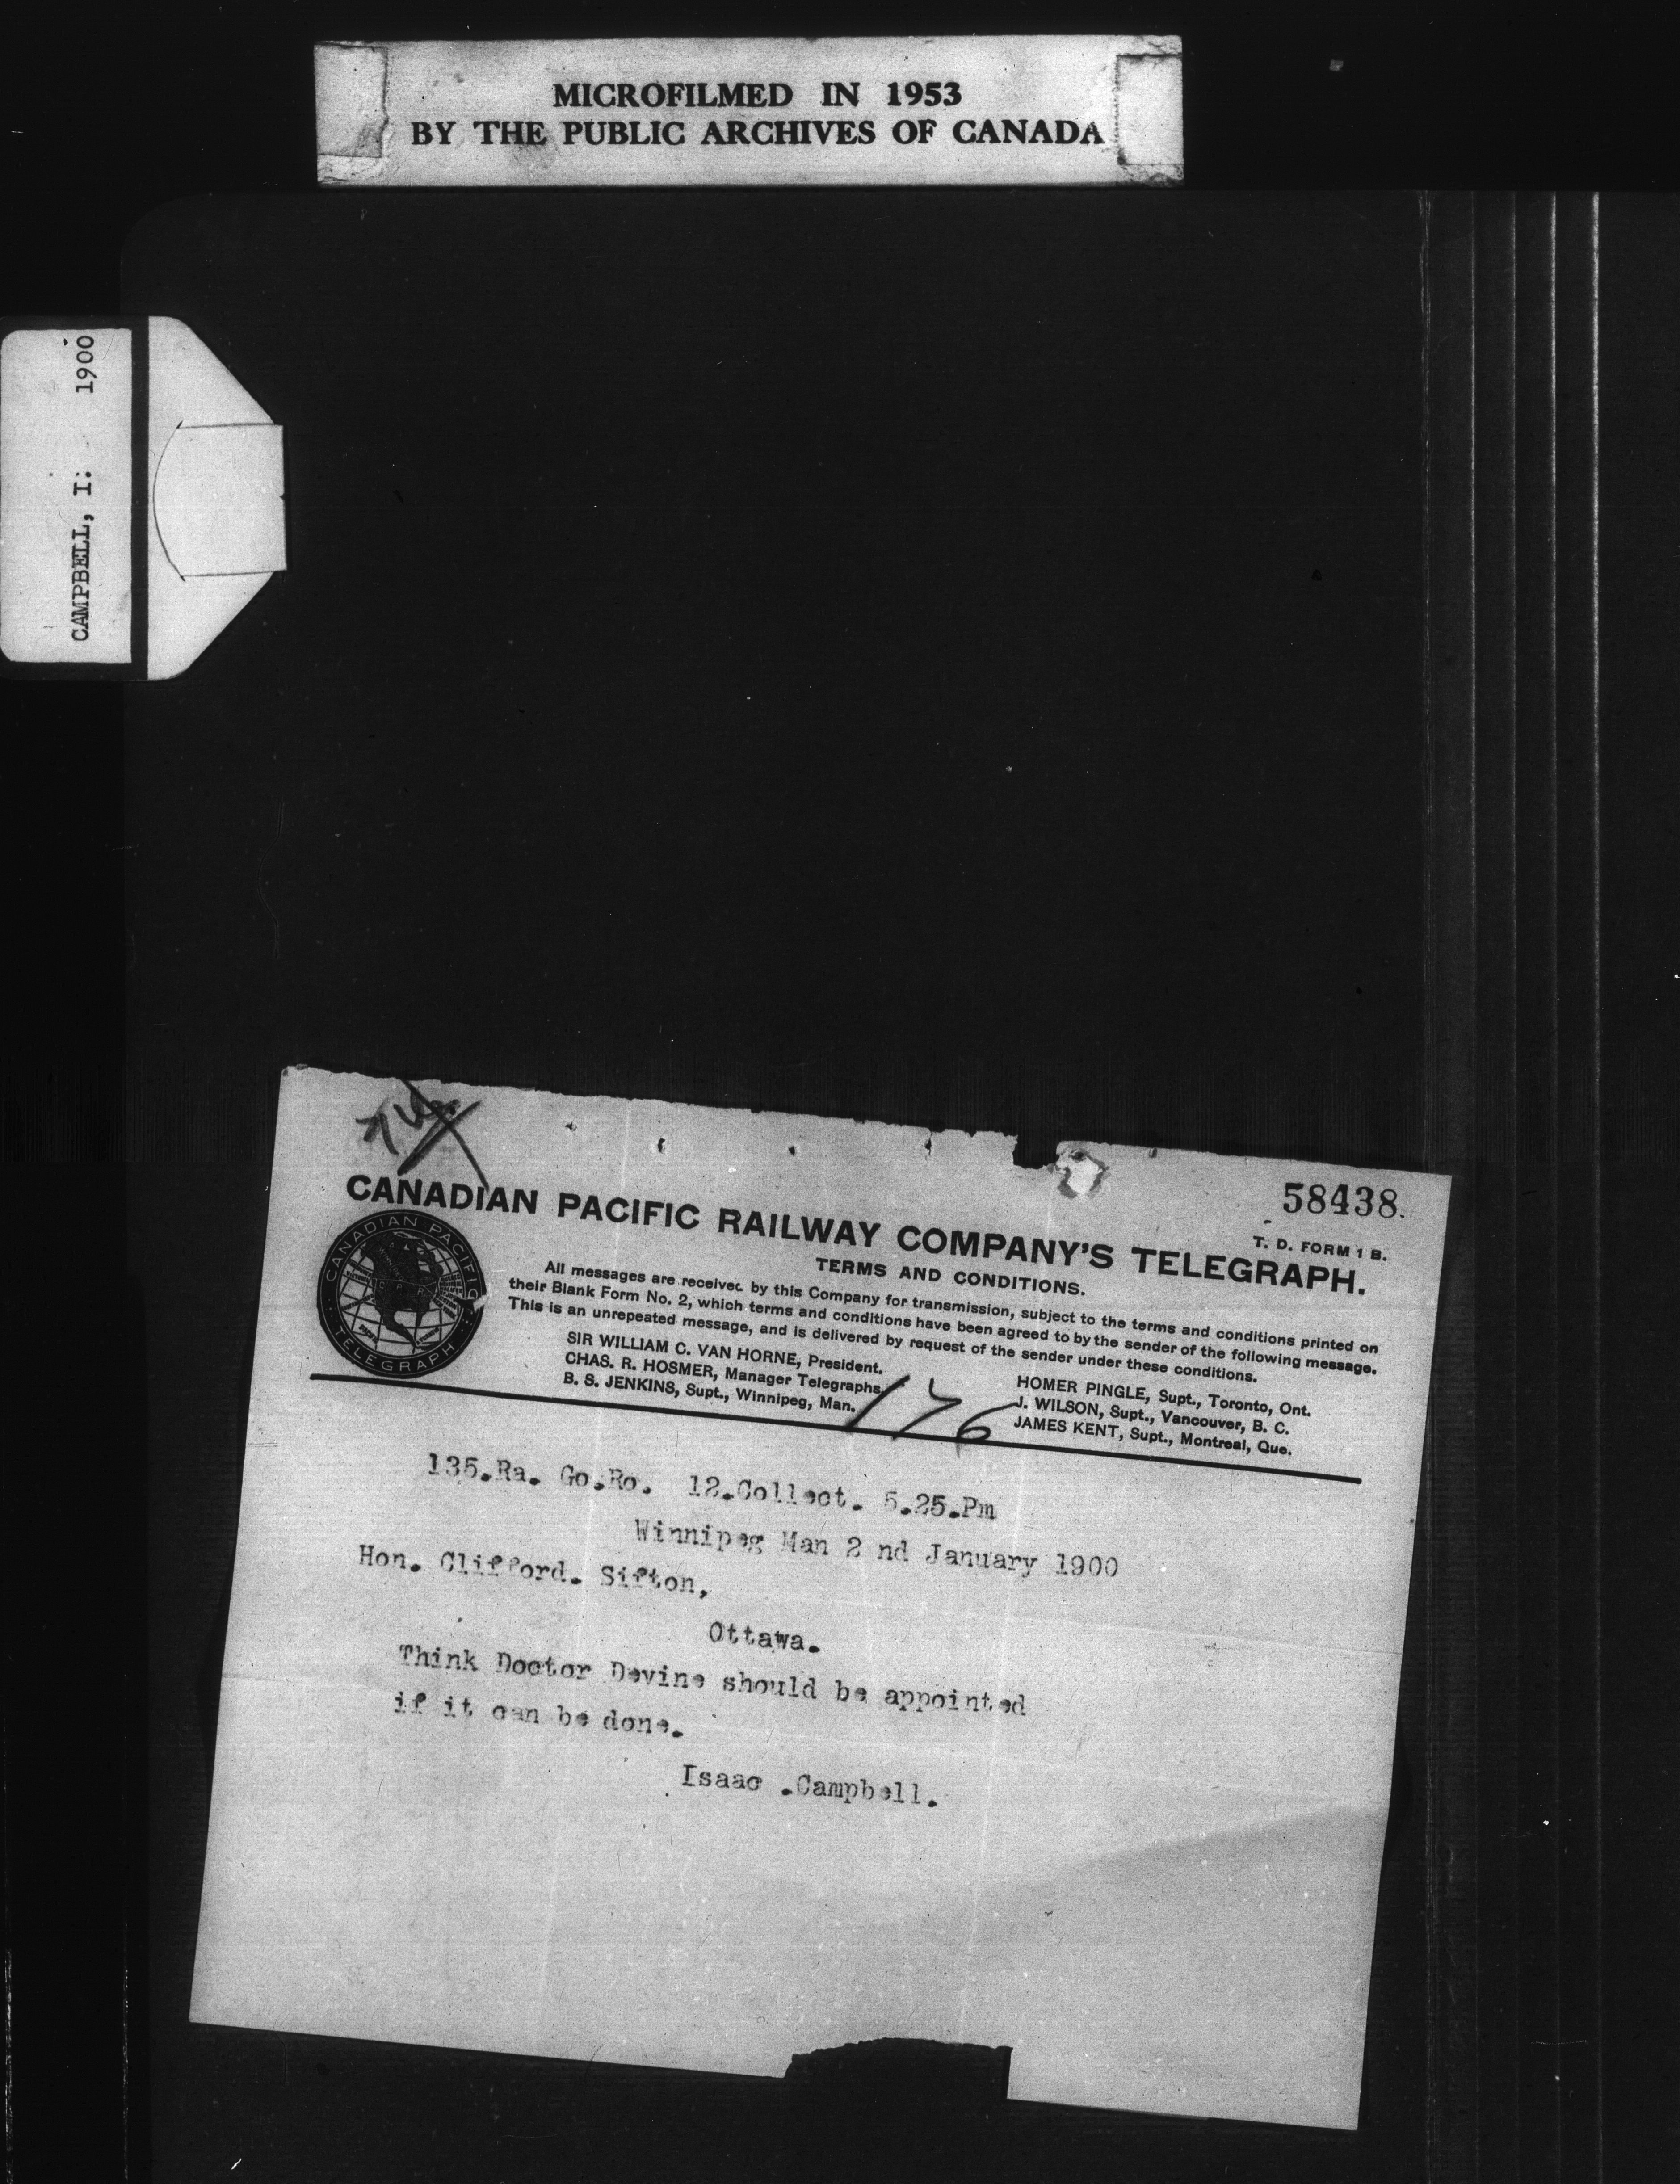 MICROFILMED IN 1953
BY THE PUBLIC ARCHIVES OF CANADA
CAMPBELL, I: 1900
58438.
T. D. FORM 1 B.
CANADIAN PACIFIC RAILWAY COMPANY'S TELEGRAPH.
CANADIAN PACIFIC
TELEGRAPH
TERMS AND CONDITIONS.
All messages are received by this Company for transmission, subject to the terms and conditions printed on
their Blank Form No. 2, which terms and conditions have been agreed to by the sender of the following message.
This is an unrepeated message, and is delivered by request of the sender under these conditions.
SIR WILLIAM C. VAN HORNE, President.
CHAS. R. HOSMER, Manager Telegraphs.
B. S. JENKINS, Supt., Winnipeg, Man.
HOMER PINGLE, Supt., Toronto, Ont.
J. WILSON, Supt., Vancouver, B. C.
JAMES KENT, Supt., Montreal, Que.
176
135.Ra. Go.Ro. 12.Collect. 5.25.Pm
Winnipeg Man 2 nd January 1900
Hon. Clifford. Sifton,
Ottawa.
Think Doctor Devine should be appointed
if it can be done.
Isaac .Campbell.